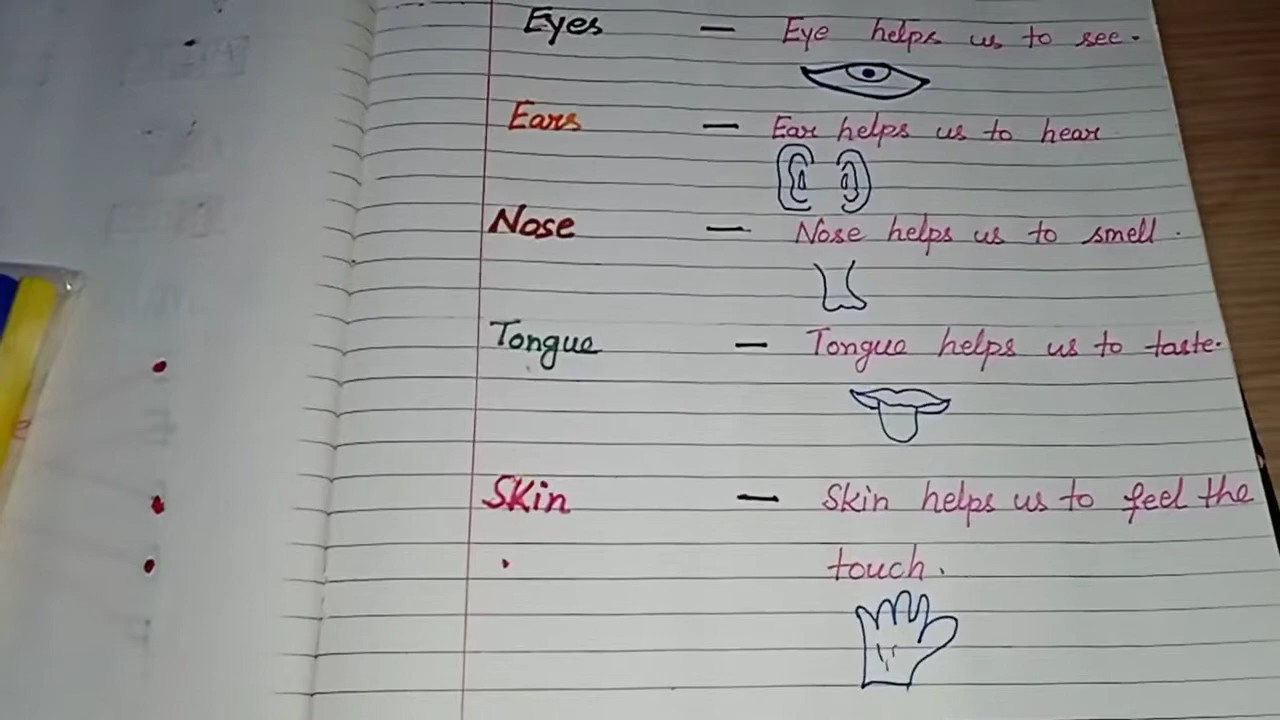 Eyes — Eye helps us to see.
Ears — Ear helps us to hear
Nose — Nose helps us to smell.
Tongue — Tongue helps us to taste.
Skin — Skin helps us to feel the
touch.